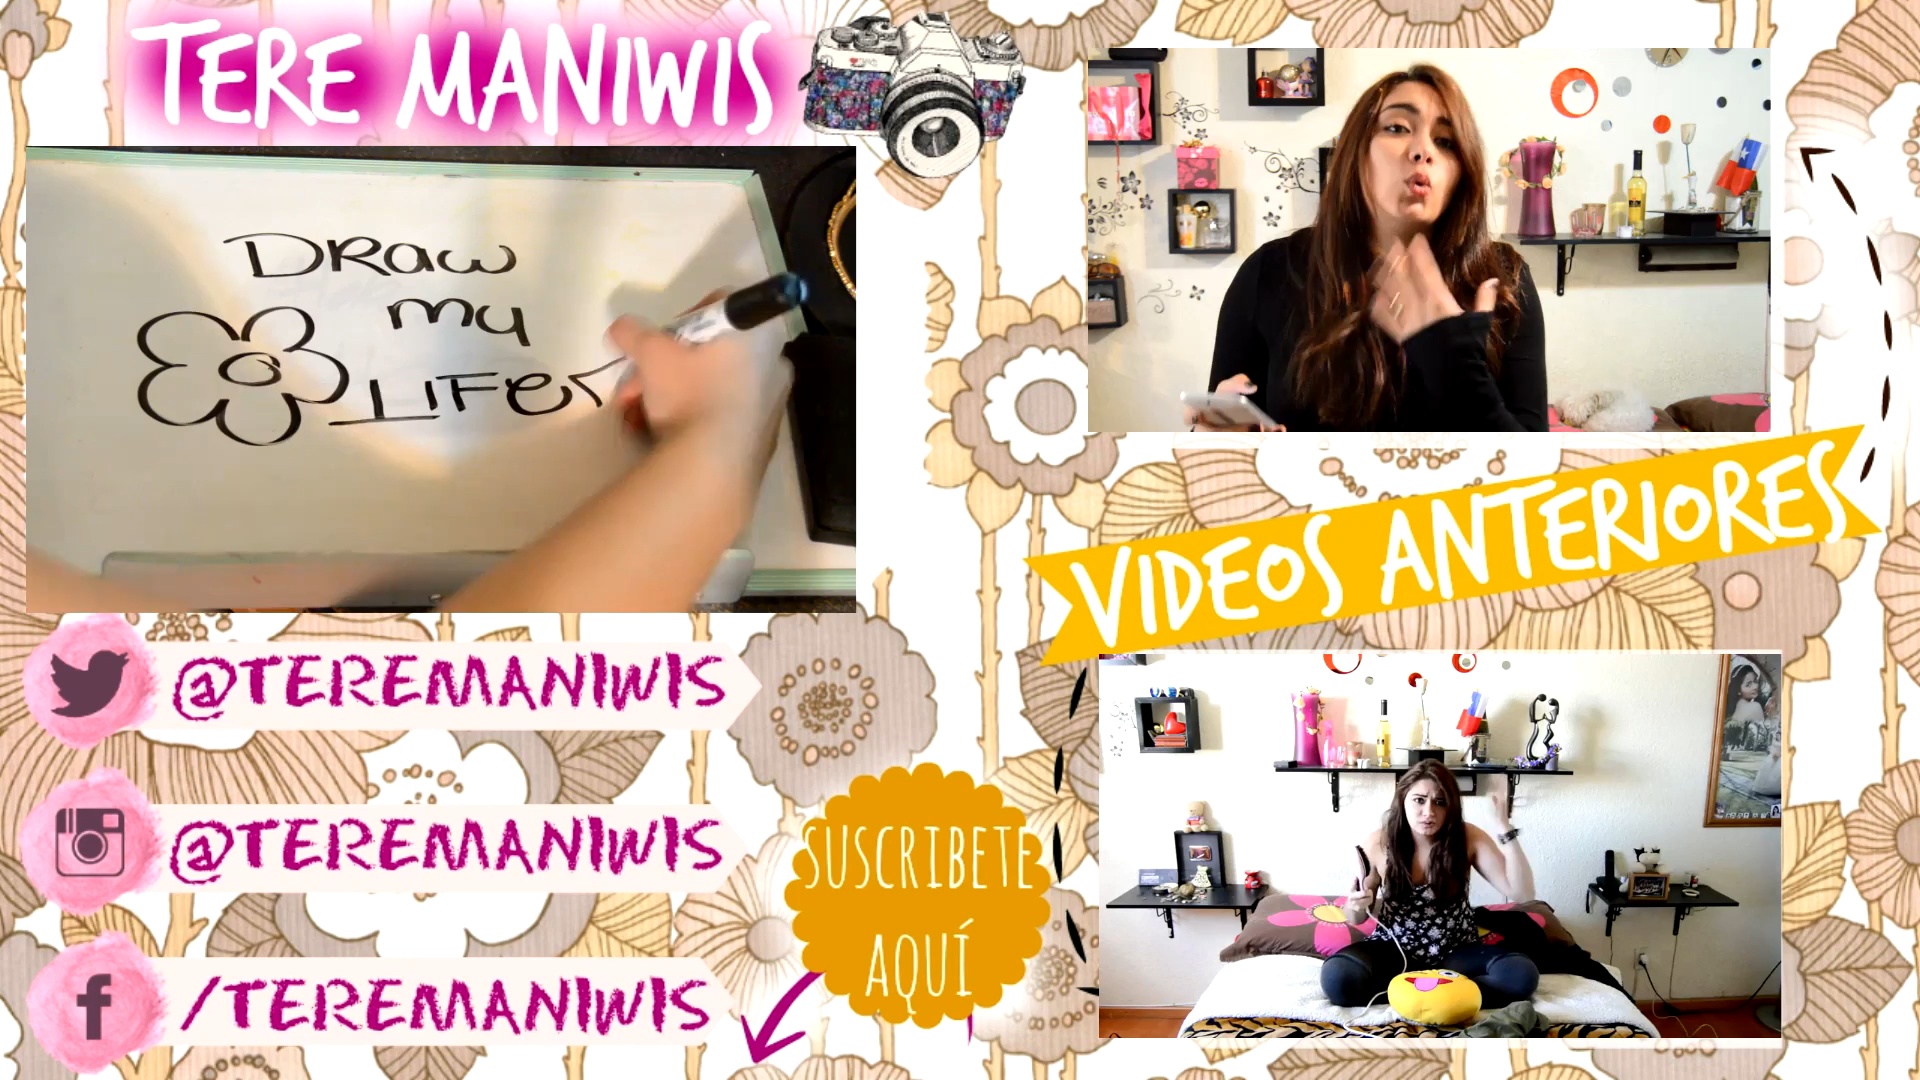 TERE MANIWIS
DRaw
my
LIFe
@TEREMANIWIS
@TEREMANIWIS
/TEREMANIWIS
SUSCRIBETE
AQUÍ
VIDEOS ANTERIORES